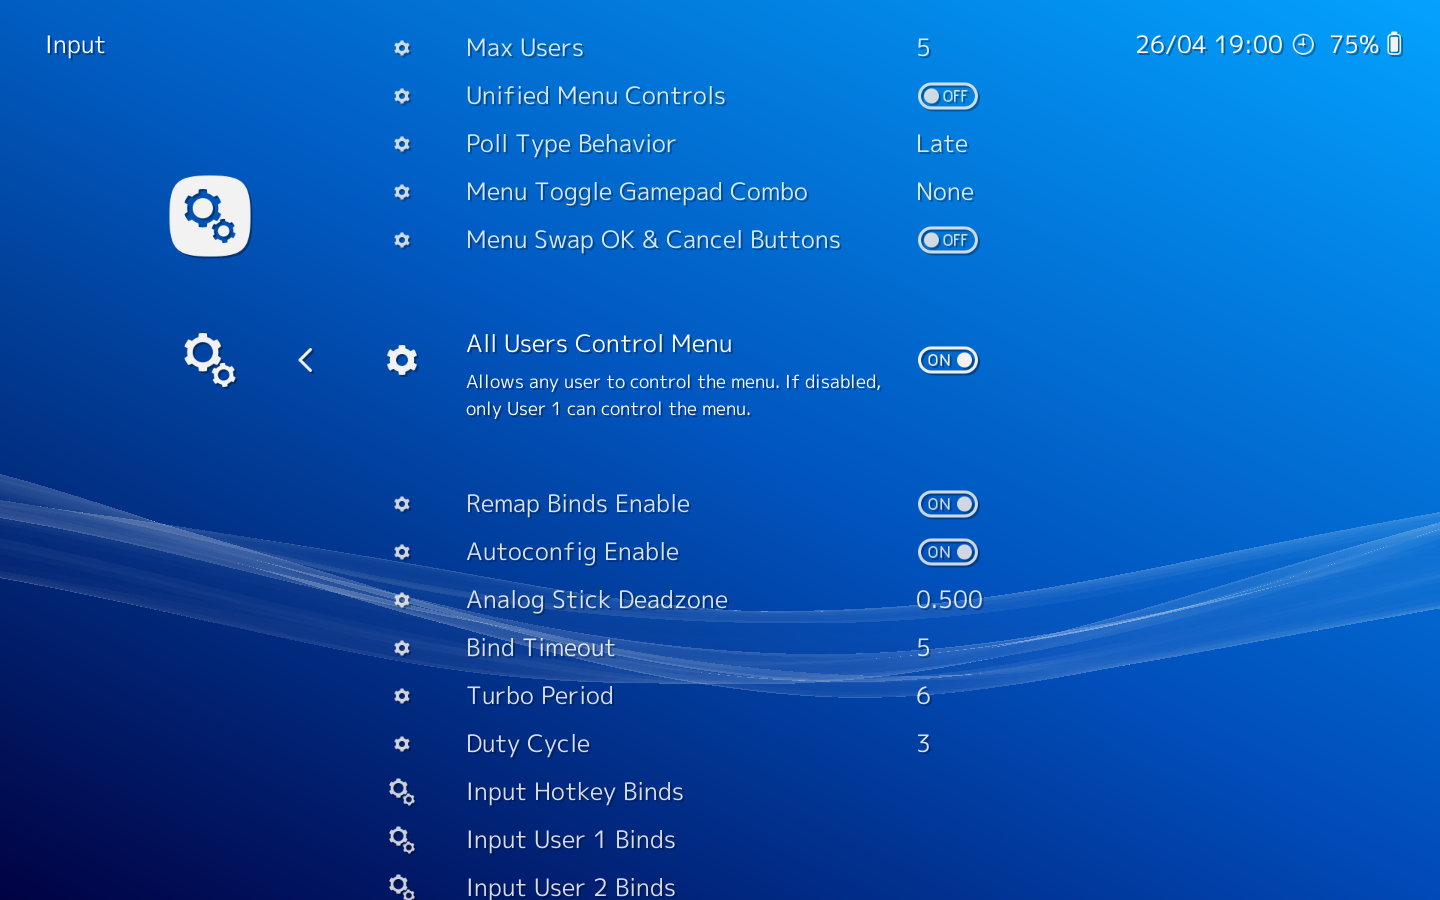 Input
26/04 19:00 75%
Max Users 5
Unified Menu Controls OFF
Poll Type Behavior Late
Menu Toggle Gamepad Combo None
Menu Swap OK & Cancel Buttons OFF
All Users Control Menu ON
Allows any user to control the menu. If disabled,
only User 1 can control the menu.
Remap Binds Enable ON
Autoconfig Enable ON
Analog Stick Deadzone 0.500
Bind Timeout 5
Turbo Period 6
Duty Cycle 3
Input Hotkey Binds
Input User 1 Binds
Input User 2 Binds